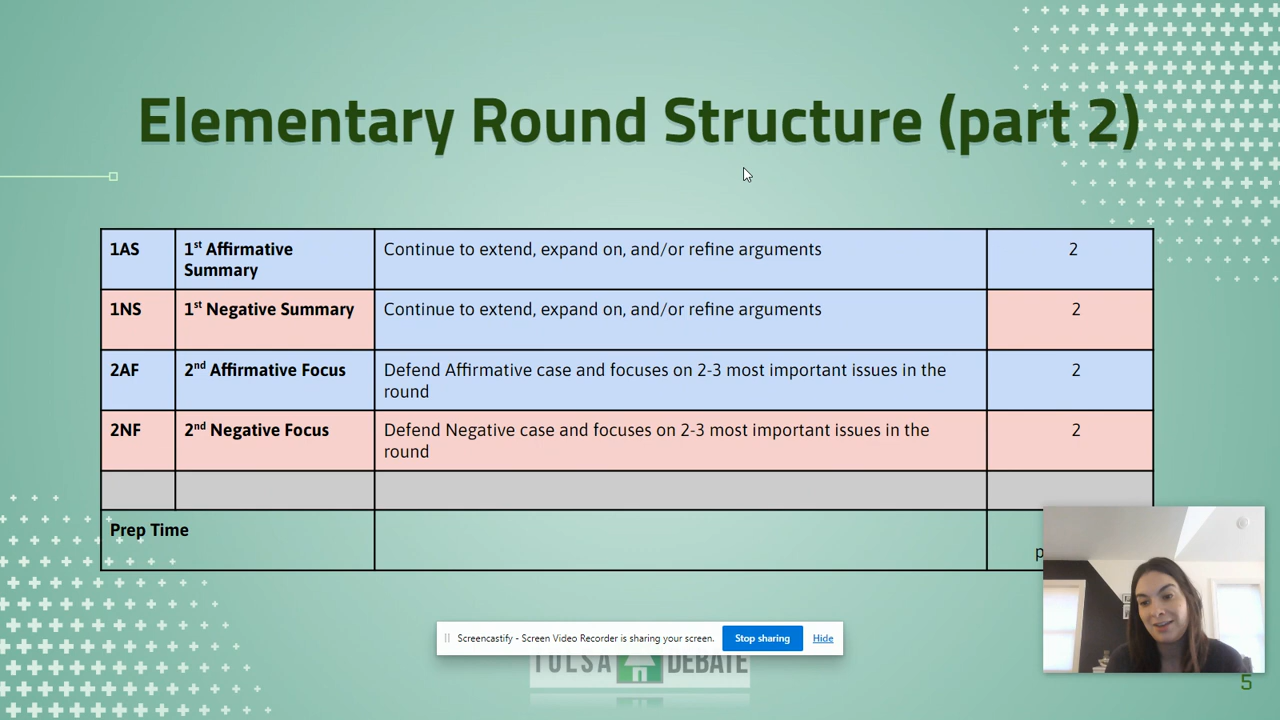 Elementary Round Structure (part 2)
1AS
1st Affirmative
Summary
Continue to extend, expand on, and/or refine arguments
2
1NS
1st Negative Summary
Continue to extend, expand on, and/or refine arguments
2
2AF
2nd Affirmative Focus
Defend Affirmative case and focuses on 2-3 most important issues in the
round
2
2NF
2nd Negative Focus
Defend Negative case and focuses on 2-3 most important issues in the
round
2
Prep Time
Screencastify - Screen Video Recorder is sharing your screen.
Stop sharing
Hide
TULSA DEBATE
5